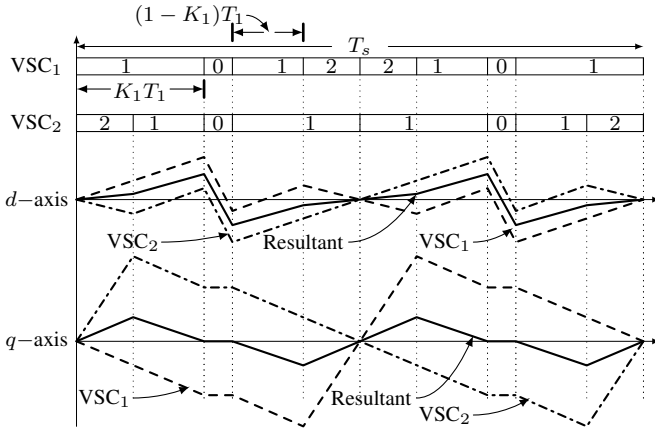 (1 − K₁)T₁
Tₛ
VSC₁ 1 0 1 2 2 1 0 1
K₁T₁
VSC₂ 2 1 0 1 1 0 1 2
d−axis
VSC₂ Resultant VSC₁
q−axis
VSC₁ Resultant VSC₂